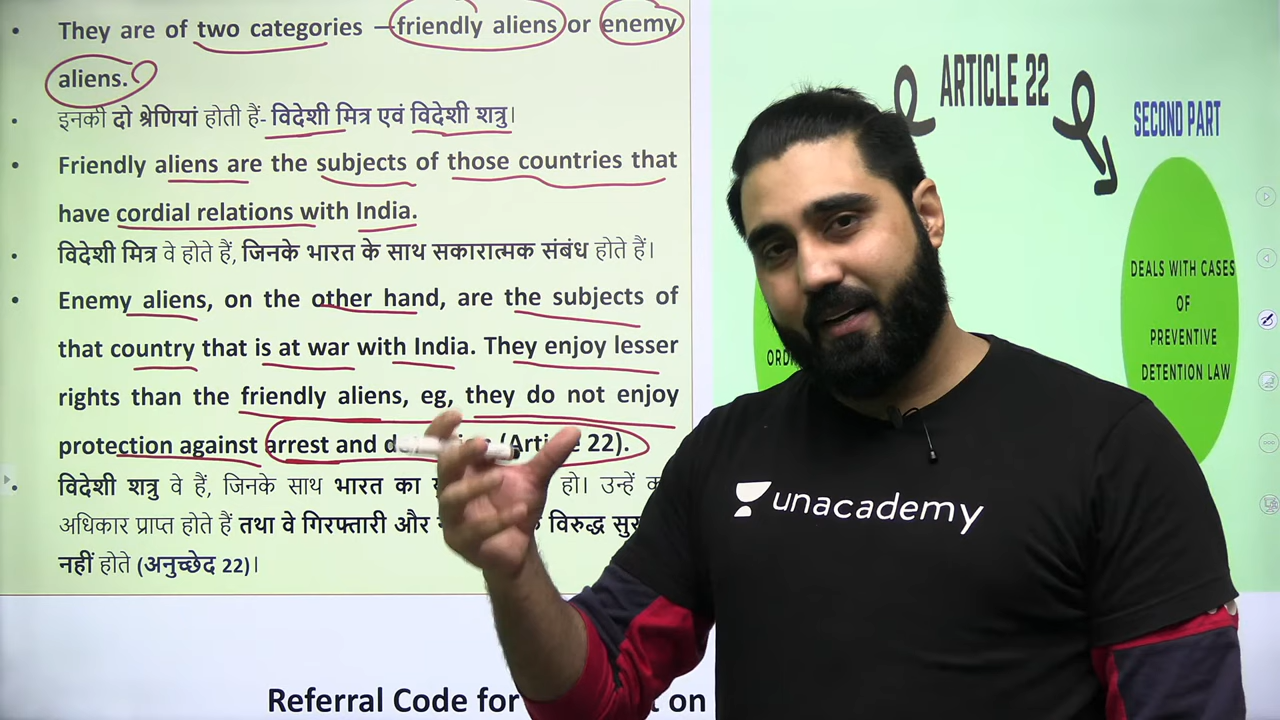 • They are of two categories – friendly aliens or enemy
aliens.
• इनकी दो श्रेणियां होती हैं- विदेशी मित्र एवं विदेशी शत्रु।
• Friendly aliens are the subjects of those countries that
have cordial relations with India.
• विदेशी मित्र वे होते हैं, जिनके भारत के साथ सकारात्मक संबंध होते हैं।
• Enemy aliens, on the other hand, are the subjects of
that country that is at war with India. They enjoy lesser
rights than the friendly aliens, eg, they do not enjoy
protection against arrest and (Article 22).
• विदेशी शत्रु वे हैं, जिनके साथ भारत का हो। उन्हें
अधिकार प्राप्त होते हैं तथा वे गिरफ्तारी और विरुद्ध
नहीं होते (अनुच्छेद 22)।
Referral Code for on
ARTICLE 22
SECOND PART
DEALS WITH CASES
OF
PREVENTIVE
DETENTION LAW
unacademy